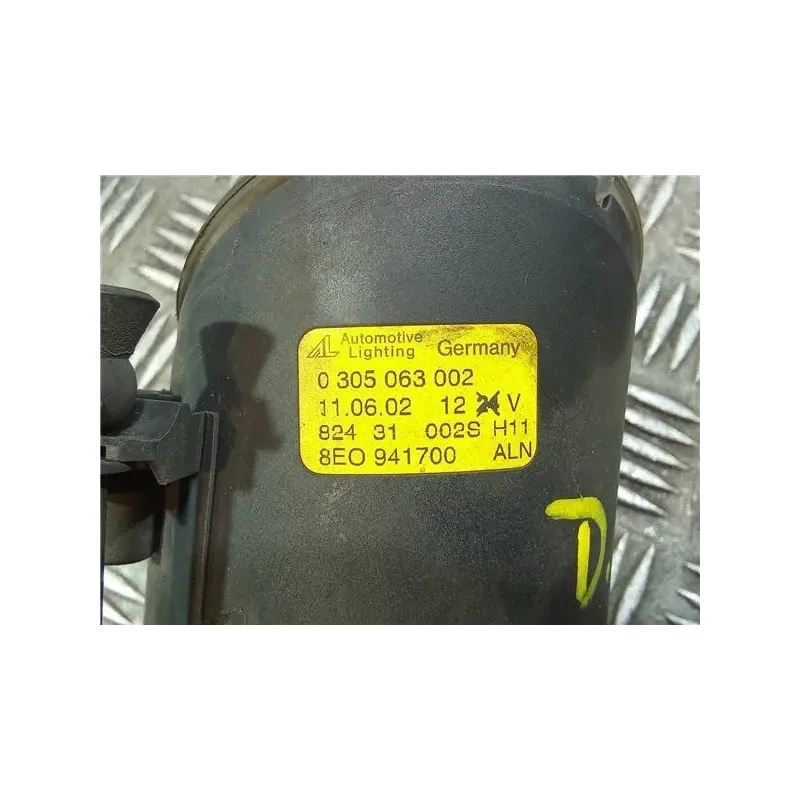 AL Automotive
Lighting Germany
0 305 063 002
11.06.02 12 24 V
824 31 002S H11
8EO 941700 ALN
D.